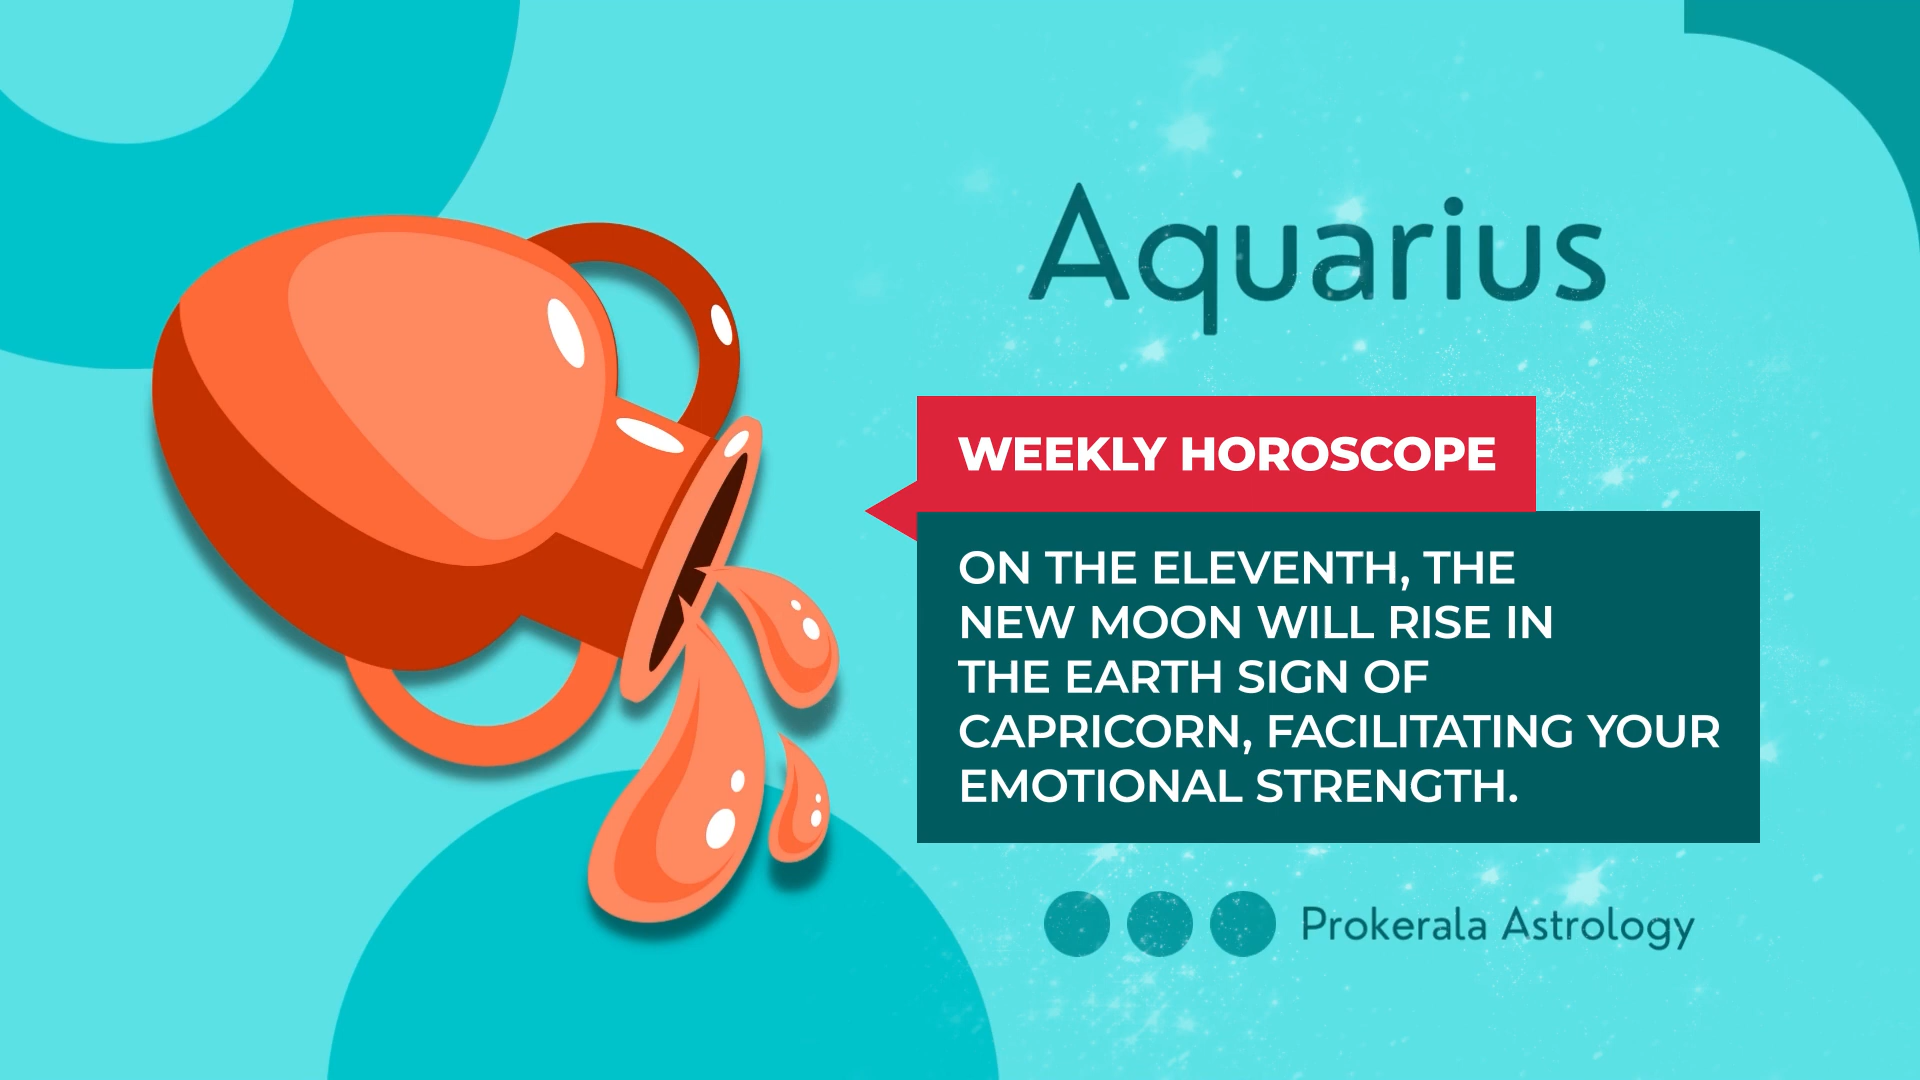 Aquarius
WEEKLY HOROSCOPE
ON THE ELEVENTH, THE
NEW MOON WILL RISE IN
THE EARTH SIGN OF
CAPRICORN, FACILITATING YOUR
EMOTIONAL STRENGTH.
Prokerala Astrology